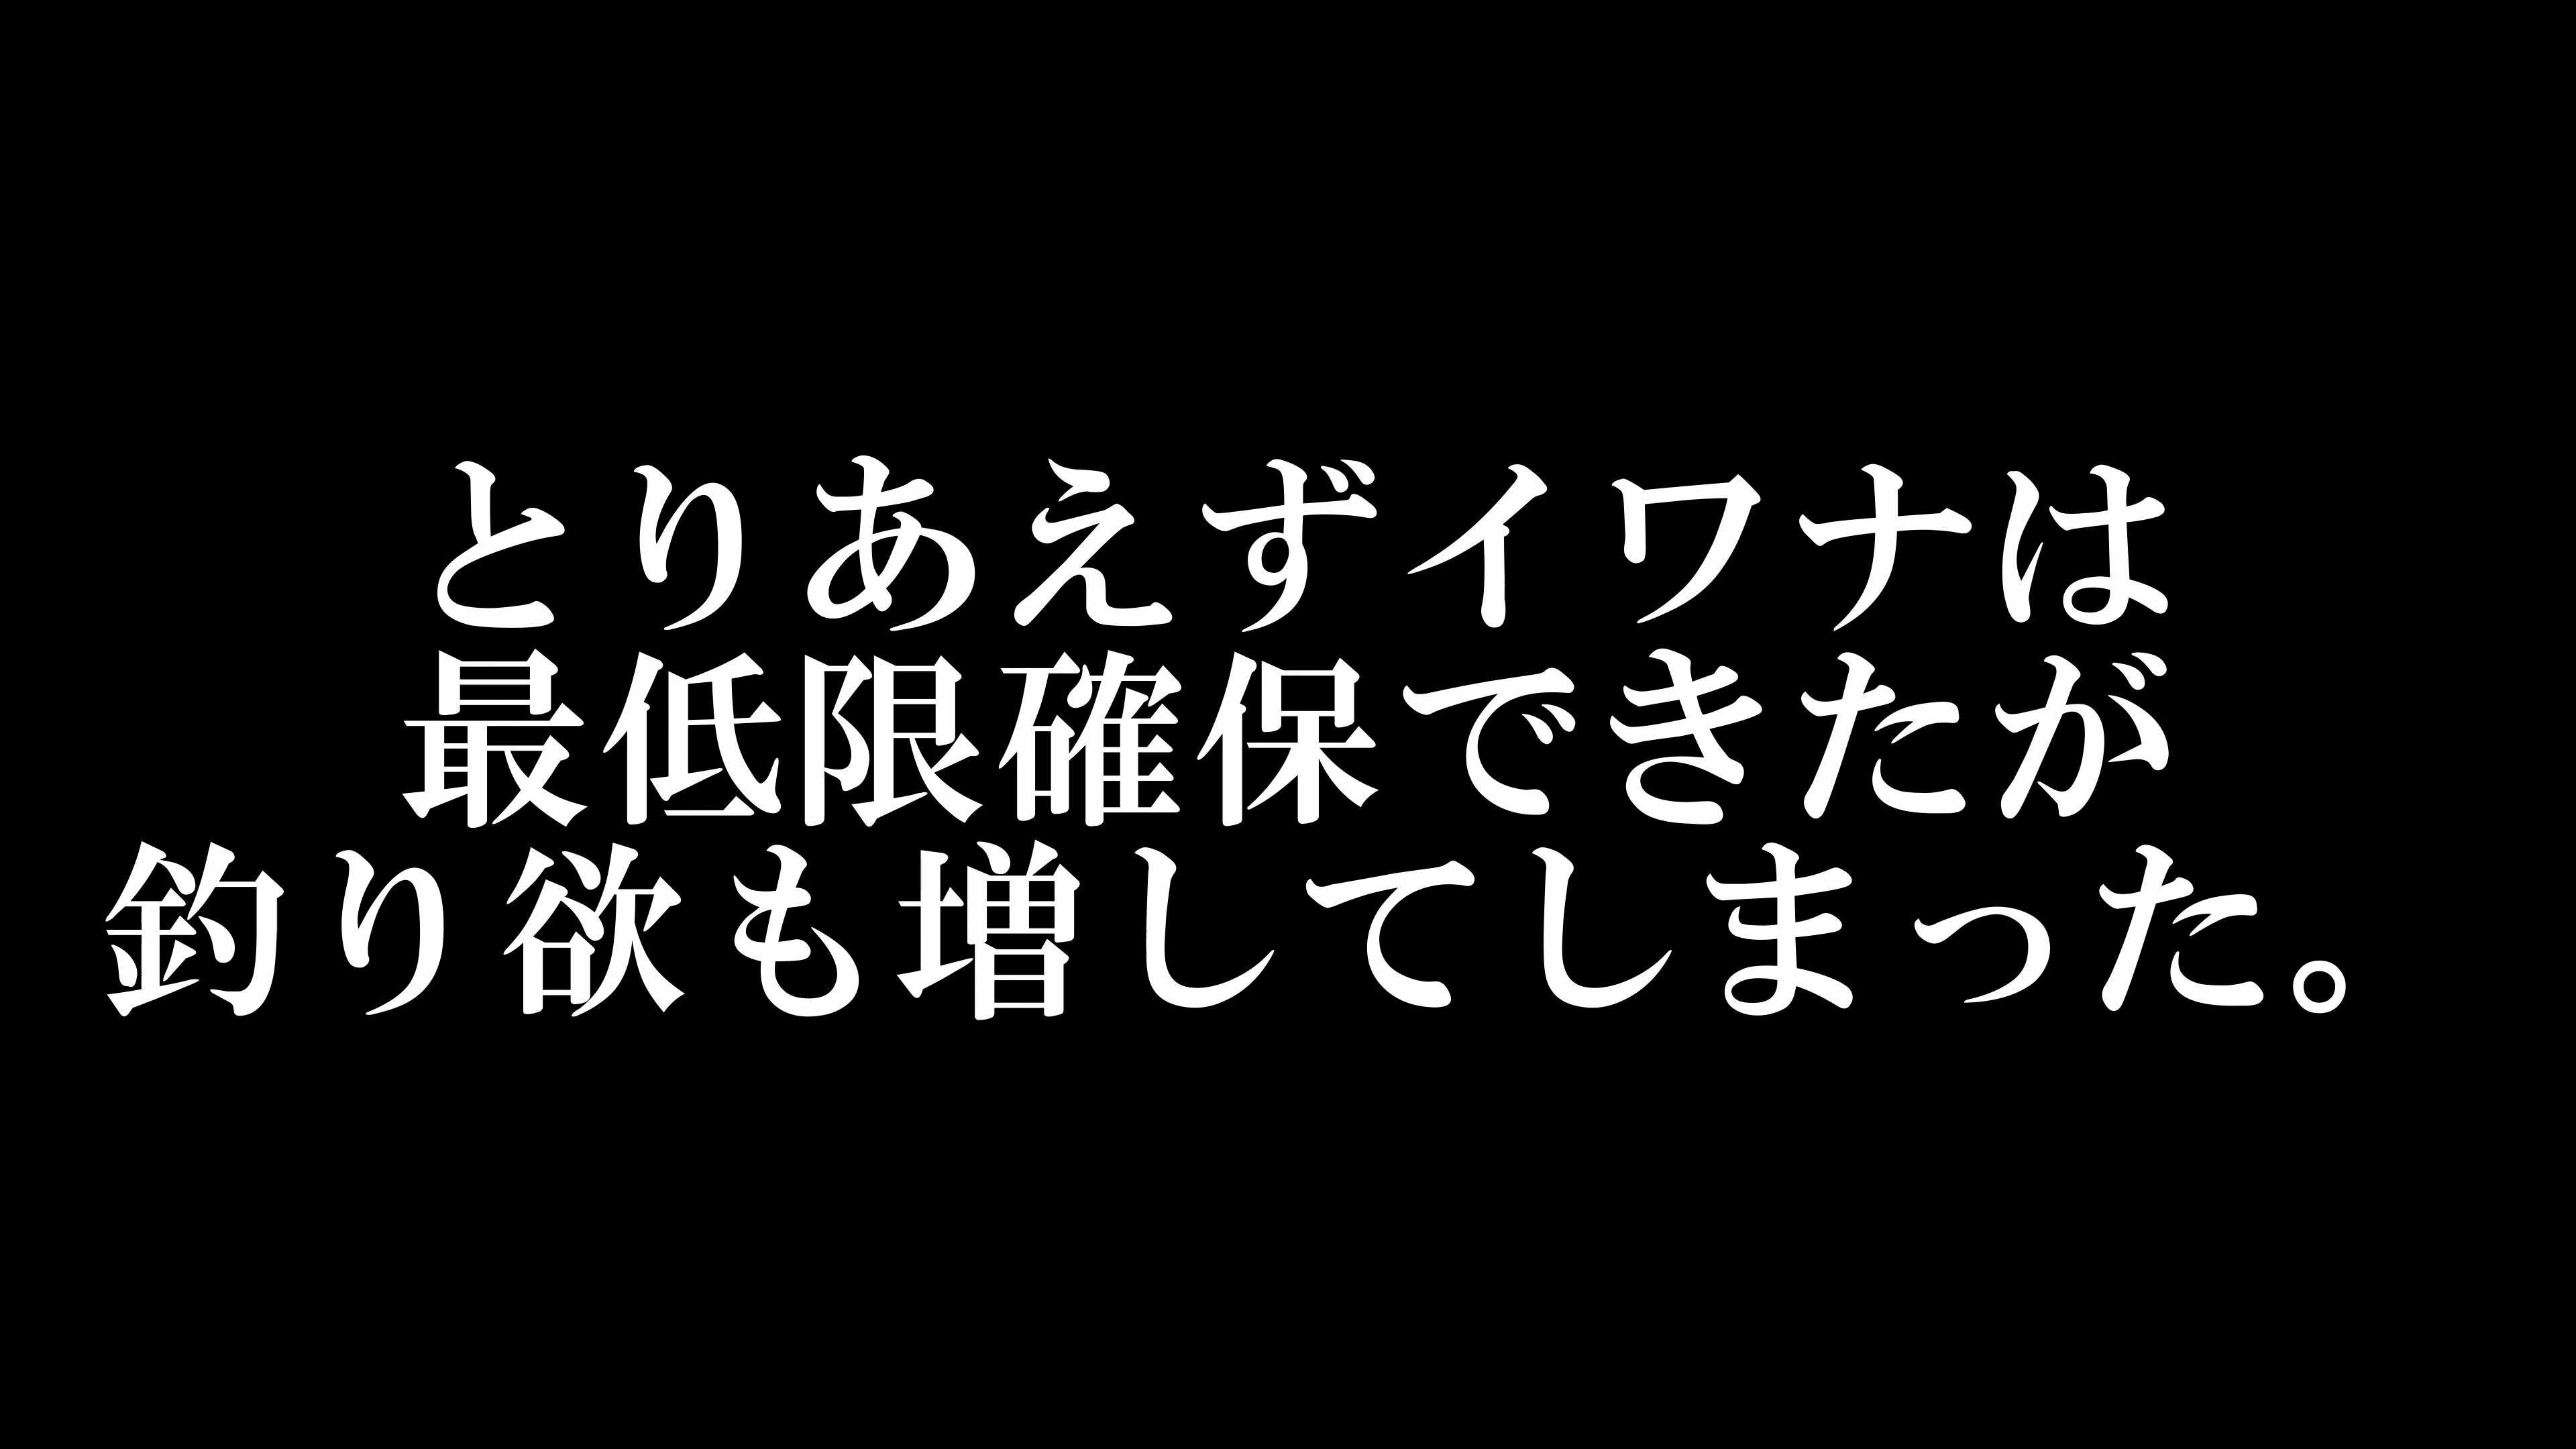 とりあえずイワナは
最低限確保できたが
釣り欲も増してしまった。